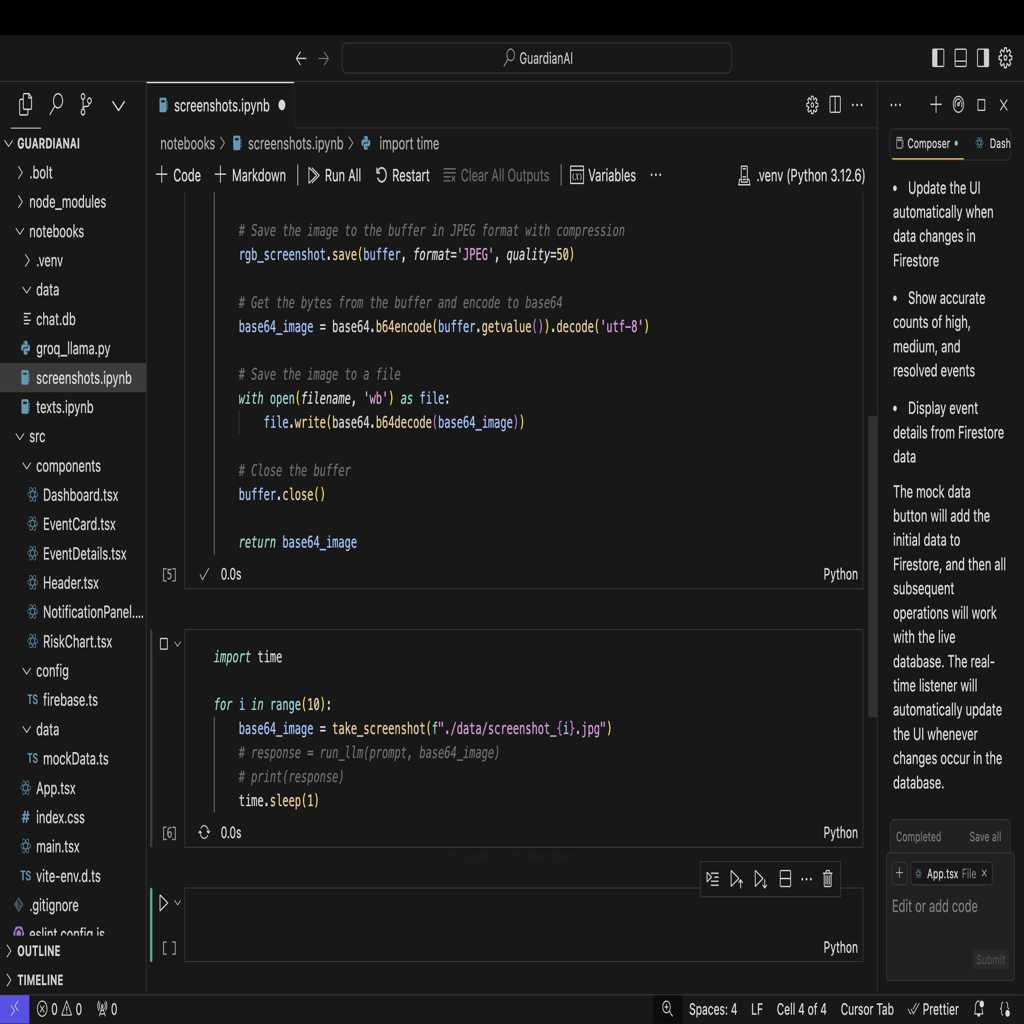 GuardianAI
screenshots.ipynb
notebooks > screenshots.ipynb > import time
+ Code + Markdown Run All Restart Clear All Outputs Variables ... .venv (Python 3.12.6)
GUARDIANAI
.bolt
node_modules
notebooks
.venv
data
chat.db
groq_llama.py
screenshots.ipynb
texts.ipynb
src
components
Dashboard.tsx
EventCard.tsx
EventDetails.tsx
Header.tsx
NotificationPanel....
RiskChart.tsx
config
TS firebase.ts
data
TS mockData.ts
App.tsx
# index.css
main.tsx
TS vite-env.d.ts
.gitignore
eslint.config.js
OUTLINE
TIMELINE
# Save the image to the buffer in JPEG format with compression
rgb_screenshot.save(buffer, format='JPEG', quality=50)
# Get the bytes from the buffer and encode to base64
base64_image = base64.b64encode(buffer.getvalue()).decode('utf-8')
# Save the image to a file
with open(filename, 'wb') as file:
file.write(base64.b64decode(base64_image))
# Close the buffer
buffer.close()
return base64_image
[5] ✓ 0.0s Python
import time
for i in range(10):
base64_image = take_screenshot(f"./data/screenshot_{i}.jpg")
# response = run_llm(prompt, base64_image)
# print(response)
time.sleep(1)
[6] 0.0s Python
[ ] Python
Composer • Dash
• Update the UI
automatically when
data changes in
Firestore
• Show accurate
counts of high,
medium, and
resolved events
• Display event
details from Firestore
data
The mock data
button will add the
initial data to
Firestore, and then all
subsequent
operations will work
with the live
database. The real-
time listener will
automatically update
the UI whenever
changes occur in the
database.
Completed Save all
+ App.tsx File ×
Edit or add code
Submit
0 0 0 Spaces: 4 LF Cell 4 of 4 Cursor Tab Prettier